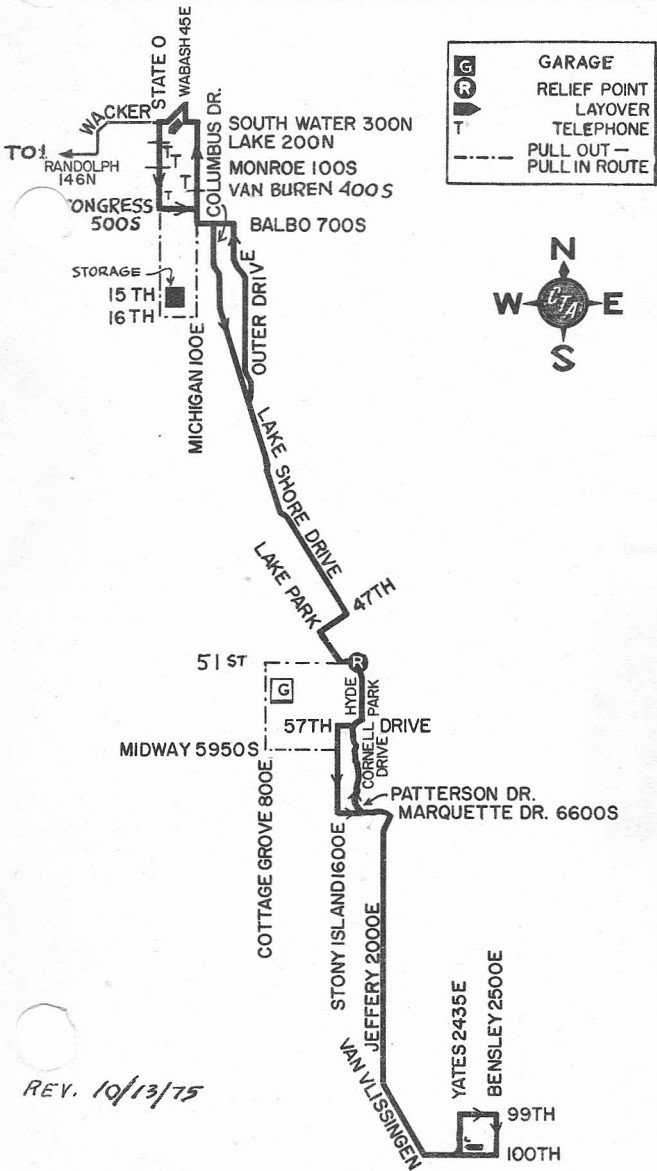 STATE 0
WABASH 45E
WACKER
COLUMBUS DR.
SOUTH WATER 300N
LAKE 200N
T
T
T
T
TO1
RANDOLPH
146N
MONROE 100S
VAN BUREN 400S
ONGRESS
500S
BALBO 700S
STORAGE
15 TH
16 TH
MICHIGAN 100E
OUTER DRIVE
G GARAGE
R RELIEF POINT
LAYOVER
T TELEPHONE
PULL OUT —
PULL IN ROUTE
N
W CTA E
S
LAKE SHORE DRIVE
LAKE PARK
47TH
51 ST
R
G
HYDE PARK
57TH DRIVE
MIDWAY 5950S
CORNELL DRIVE
PATTERSON DR.
MARQUETTE DR. 6600S
COTTAGE GROVE 800E
STONY ISLAND 1600E
JEFFERY 2000E
VAN VLISSINGEN
YATES 2435E
BENSLEY 2500E
99TH
100TH
REV. 10/13/75